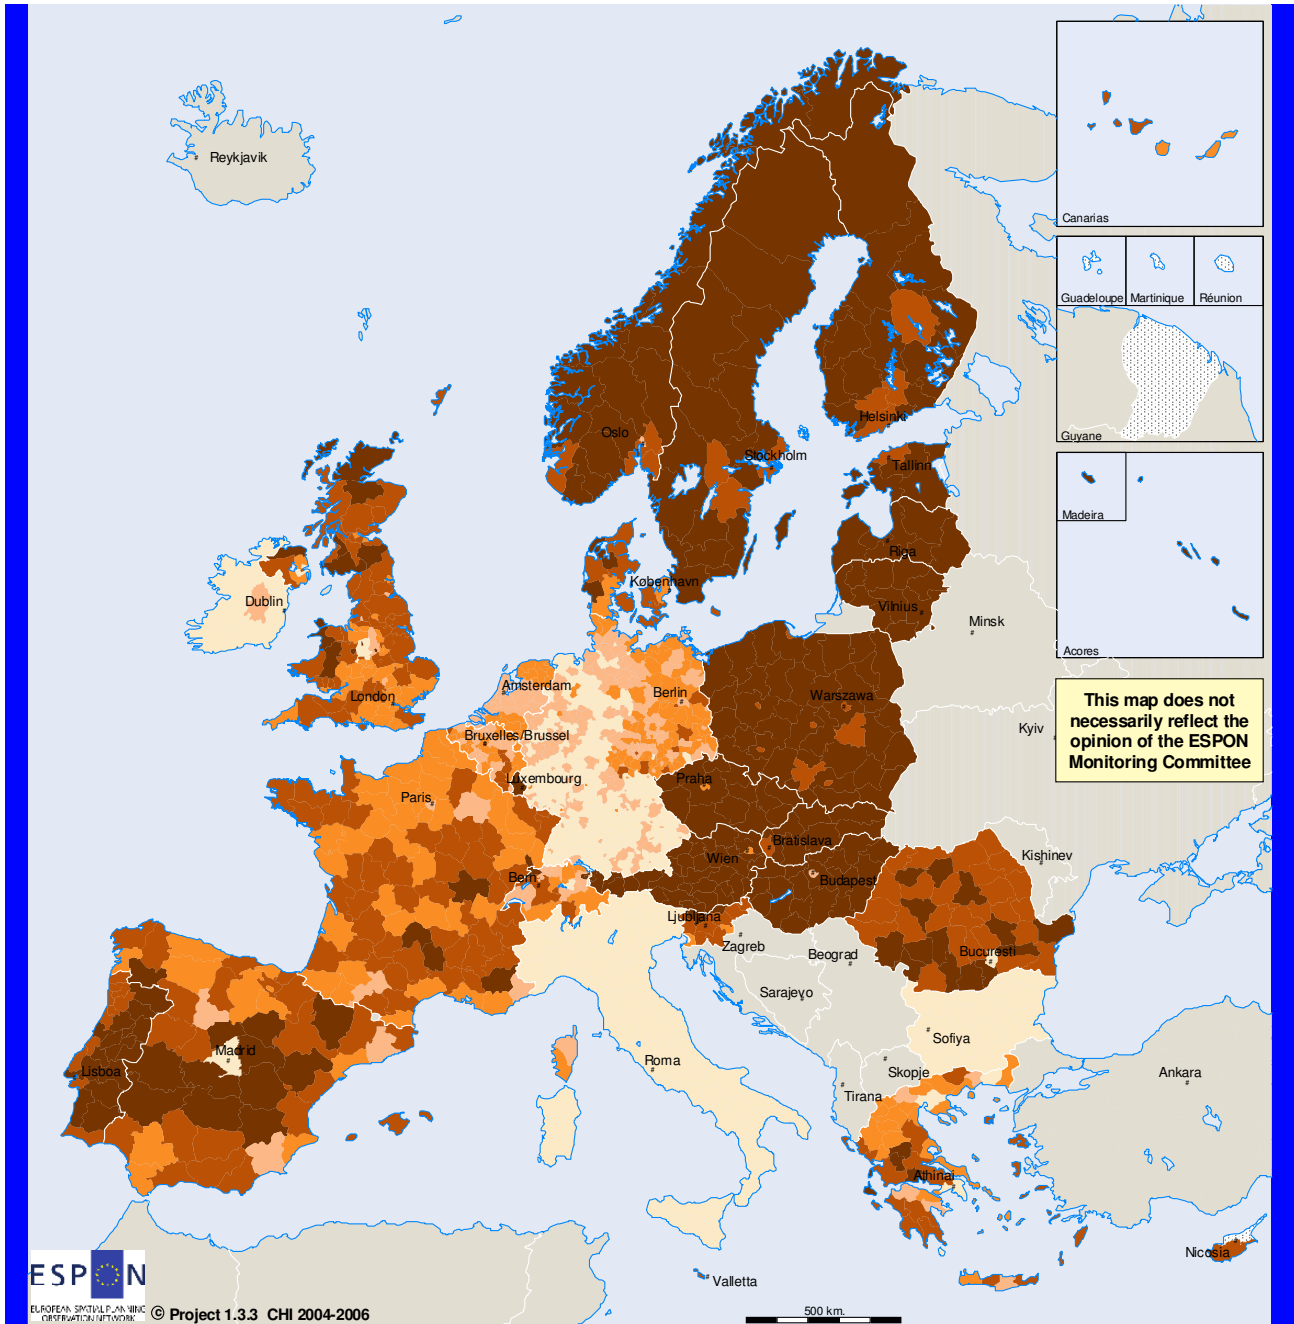 Reykjavik
Canarias
Guadeloupe
Martinique
Réunion
Guyane
Oslo
Helsinki
Stockholm
Tallinn
Madeira
Riga
København
Dublin
Vilnius
Minsk
Acores
London
Amsterdam
Berlin
Warszawa
This map does not
necessarily reflect the
opinion of the ESPON
Monitoring Committee
Kyiv
Bruxelles/Brussel
Luxembourg
Praha
Paris
Bratislava
Wien
Kishinev
Bern
Budapest
Ljubljana
Zagreb
Beograd
Bucuresti
Sarajevo
Sofiya
Madrid
Roma
Skopje
Ankara
Lisboa
Tirana
Athinai
Nicosia
Valletta
ESPON
EUROPEAN SPATIAL PLANNING
OBSERVATION NETWORK
© Project 1.3.3 CHI 2004-2006
500 km.